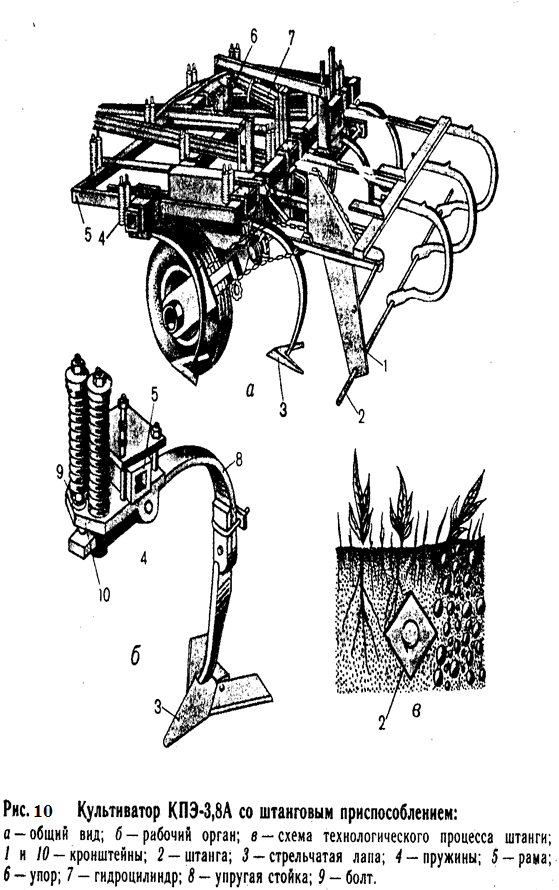 6 7
5 4
1
а 3 2
5
8
9
4
10
б
3
2 в
Рис. 10 Культиватор КПЭ-3,8А со штанговым приспособлением:
а — общий вид; б — рабочий орган; в — схема технологического процесса штанги;
1 и 10 — кронштейны; 2 — штанга; 3 — стрельчатая лапа; 4 — пружины; 5 — рама;
6 — упор; 7 — гидроцилиндр; 8 — упругая стойка; 9 — болт.